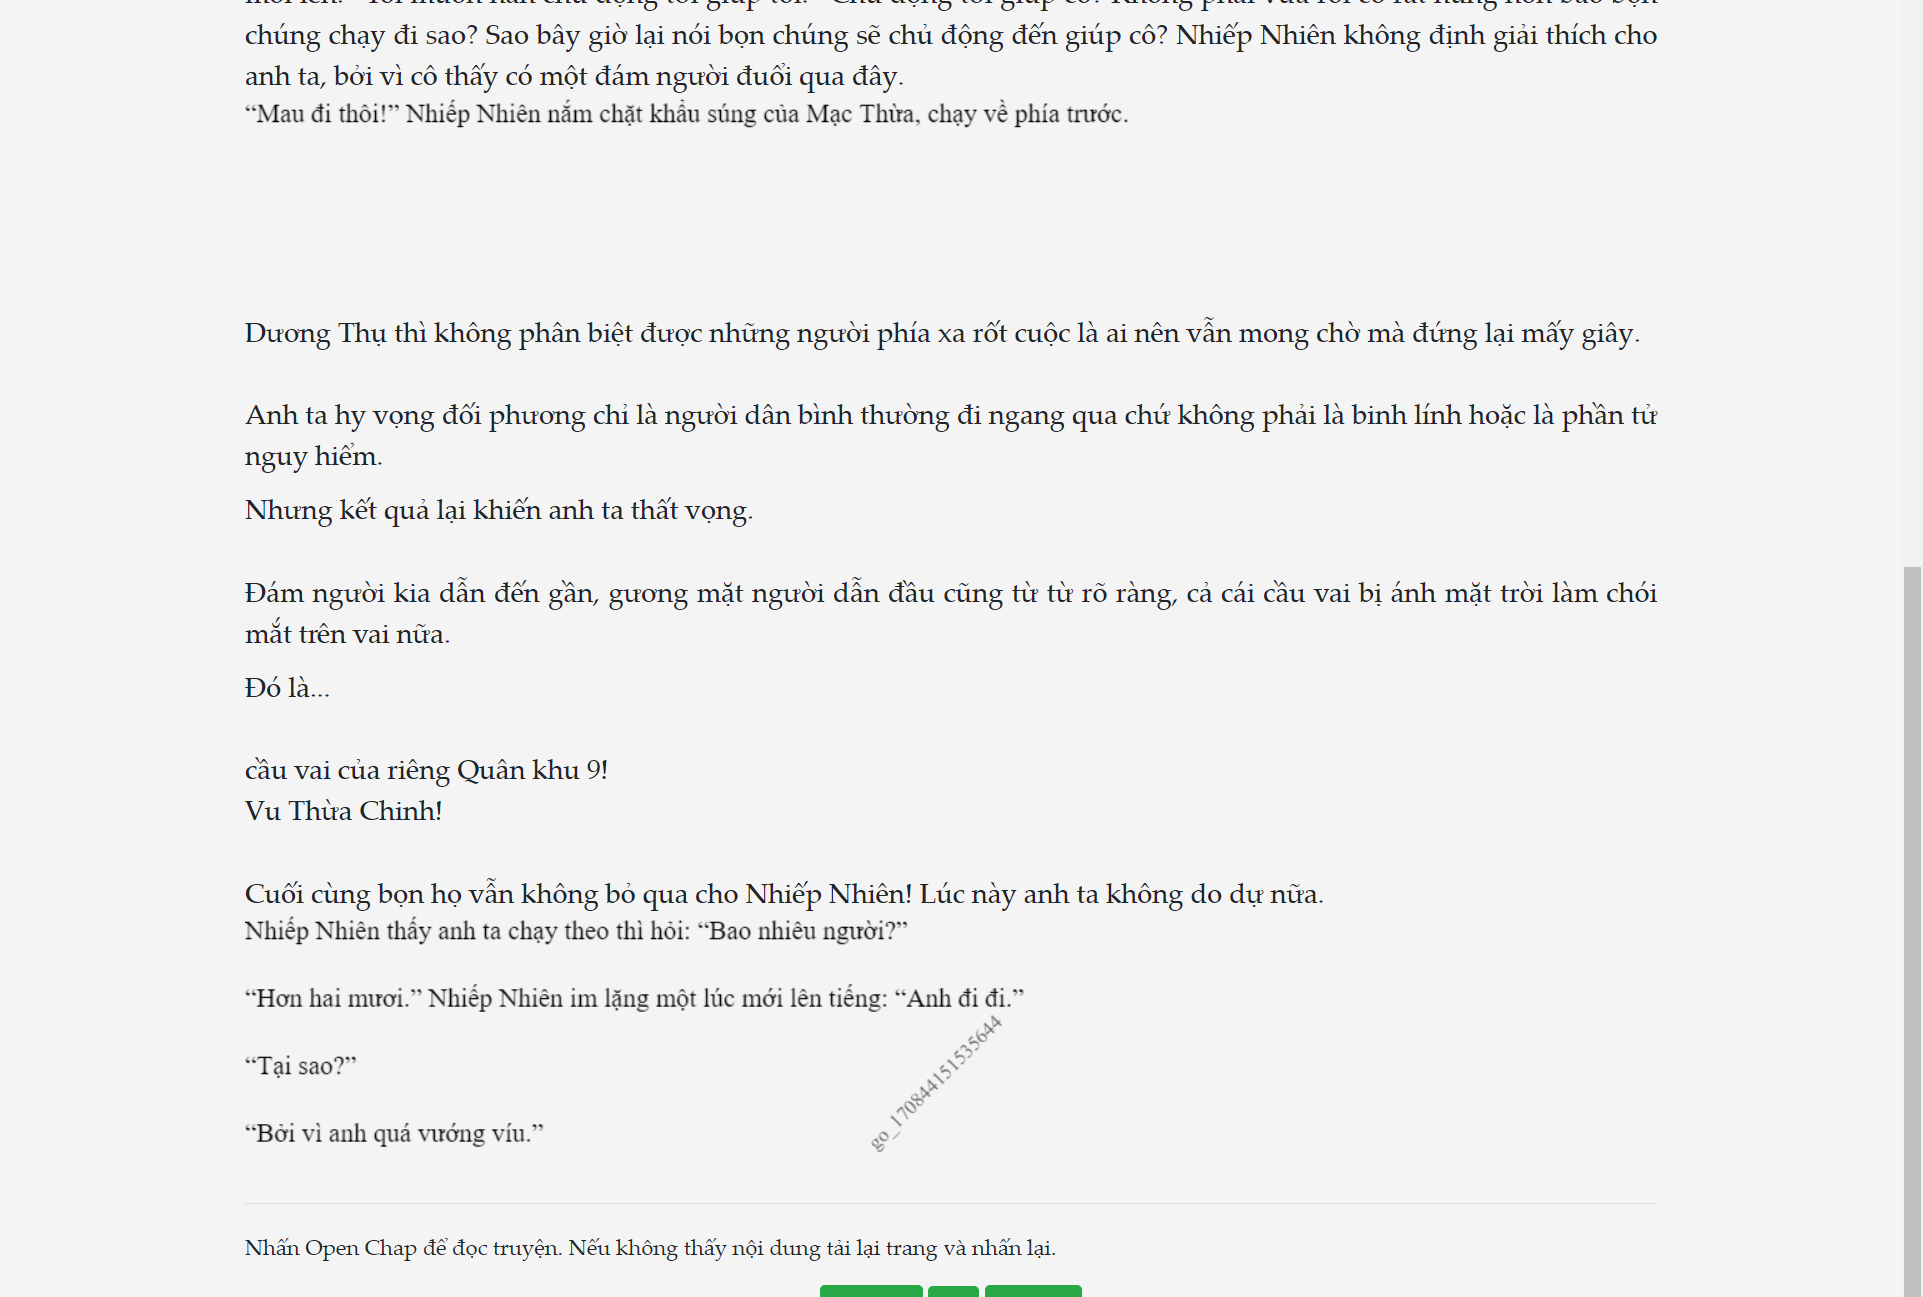 chúng chạy đi sao? Sao bây giờ lại nói bọn chúng sẽ chủ động đến giúp cô? Nhiếp Nhiên không định giải thích cho
anh ta, bởi vì cô thấy có một đám người đuổi qua đây.
“Mau đi thôi!” Nhiếp Nhiên nắm chặt khẩu súng của Mạc Thừa, chạy về phía trước.
Dương Thụ thì không phân biệt được những người phía xa rốt cuộc là ai nên vẫn mong chờ mà đứng lại mấy giây.
Anh ta hy vọng đối phương chỉ là người dân bình thường đi ngang qua chứ không phải là binh lính hoặc là phần tử
nguy hiểm.
Nhưng kết quả lại khiến anh ta thất vọng.
Đám người kia dẫn đến gần, gương mặt người dẫn đầu cũng từ từ rõ ràng, cả cái cầu vai bị ánh mặt trời làm chói
mắt trên vai nữa.
Đó là...
cầu vai của riêng Quân khu 9!
Vu Thừa Chinh!
Cuối cùng bọn họ vẫn không bỏ qua cho Nhiếp Nhiên! Lúc này anh ta không do dự nữa.
Nhiếp Nhiên thấy anh ta chạy theo thì hỏi: “Bao nhiêu người?”
“Hơn hai mươi.” Nhiếp Nhiên im lặng một lúc mới lên tiếng: “Anh đi đi.”
“Tại sao?”
“Bởi vì anh quá vướng víu.”
go_17084415153​5644
Nhấn Open Chap để đọc truyện. Nếu không thấy nội dung tải lại trang và nhấn lại.